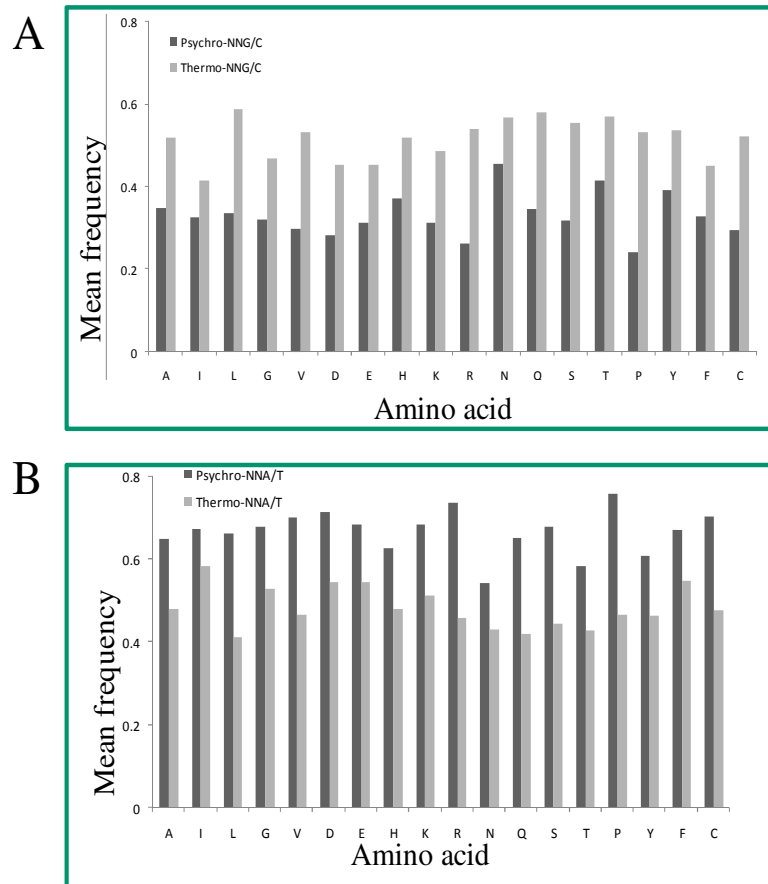 A
Mean frequency
0.8
0.6
0.4
0.2
0
Psychro-NNG/C
Thermo-NNG/C
A I L G V D E H K R N Q S T P Y F C
Amino acid
B
Mean frequency
0.8
0.6
0.4
0.2
0
Psychro-NNA/T
Thermo-NNA/T
A I L G V D E H K R N Q S T P Y F C
Amino acid